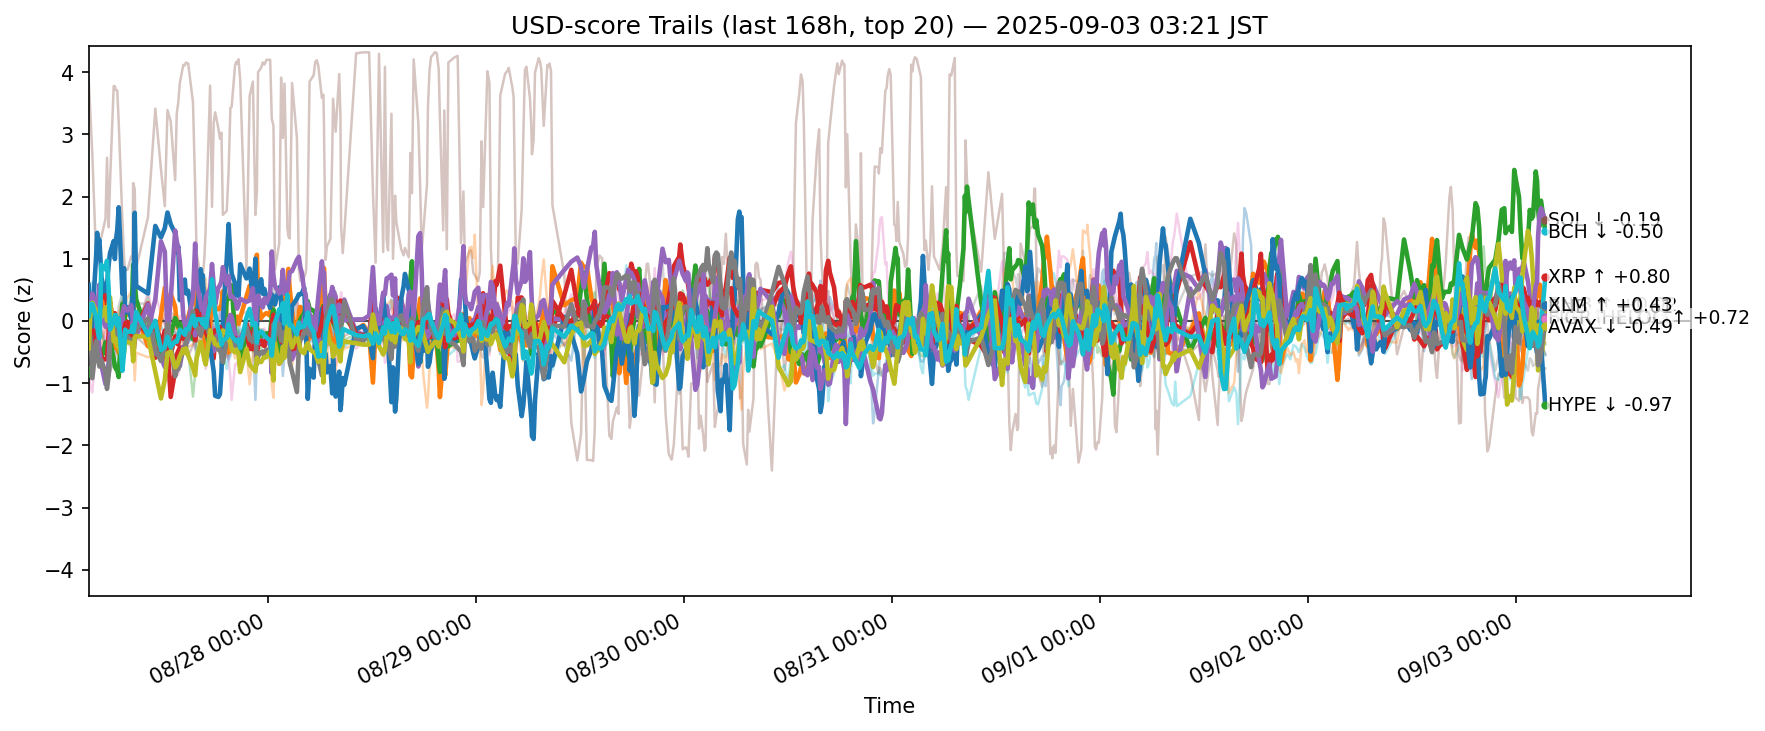 USD-score Trails (last 168h, top 20) — 2025-09-03 03:21 JST
Score (z)
4
3
2
1
0
−1
−2
−3
−4
SOL ↓ -0.19
BCH ↓ -0.50
XRP ↑ +0.80
XLM ↑ +0.43
↑ +0.72
AVAX ↓ -0.49
HYPE ↓ -0.97
08/28 00:00
08/29 00:00
08/30 00:00
08/31 00:00
09/01 00:00
09/02 00:00
09/03 00:00
Time